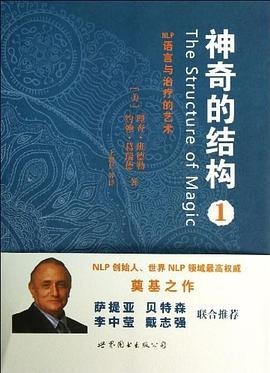 神奇的结构
1
The Structure of Magic
NLP语言与治疗的艺术
[美] 理查·班德勒
约翰·葛瑞德 著
NLP 创始人、世界 NLP 领域最高权威
奠基之作
萨提亚 贝特森
李中莹 戴志强
联合推荐
世界图书出版公司